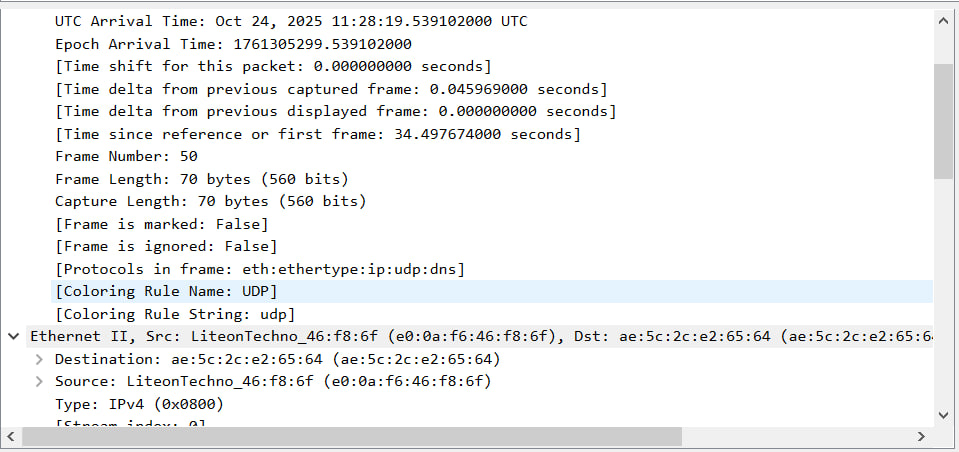 UTC Arrival Time: Oct 24, 2025 11:28:19.539102000 UTC
Epoch Arrival Time: 1761305299.539102000
[Time shift for this packet: 0.000000000 seconds]
[Time delta from previous captured frame: 0.045969000 seconds]
[Time delta from previous displayed frame: 0.000000000 seconds]
[Time since reference or first frame: 34.497674000 seconds]
Frame Number: 50
Frame Length: 70 bytes (560 bits)
Capture Length: 70 bytes (560 bits)
[Frame is marked: False]
[Frame is ignored: False]
[Protocols in frame: eth:ethertype:ip:udp:dns]
[Coloring Rule Name: UDP]
[Coloring Rule String: udp]
Ethernet II, Src: LiteonTechno_46:f8:6f (e0:0a:f6:46:f8:6f), Dst: ae:5c:2c:e2:65:64 (ae:5c:2c:e2:65:64
Destination: ae:5c:2c:e2:65:64 (ae:5c:2c:e2:65:64)
Source: LiteonTechno_46:f8:6f (e0:0a:f6:46:f8:6f)
Type: IPv4 (0x0800)
[Stream index: 0]